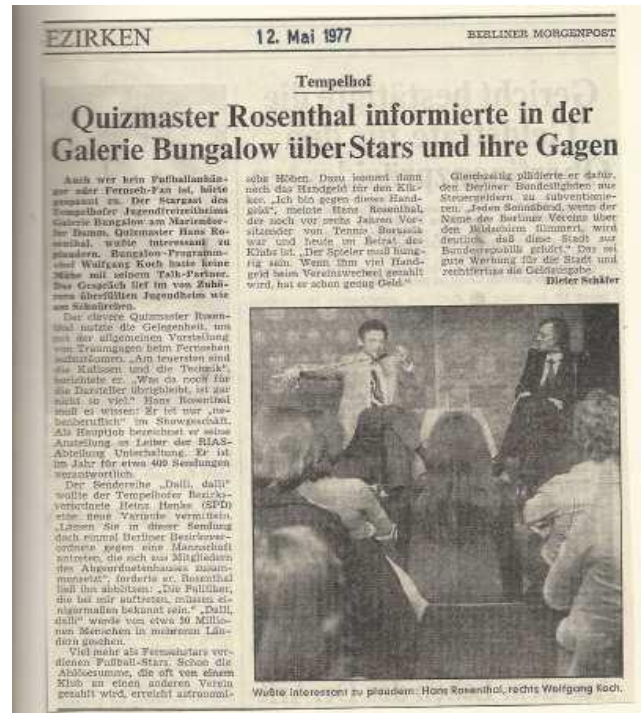 EZIRKEN
12. Mai 1977
BERLINER MORGENPOST
Tempelhof
Quizmaster Rosenthal informierte in der
Galerie Bungalow über Stars und ihre Gagen
Auch wer kein Fußballanhän-
ger oder Fernseh-Fan ist, hörte
gespannt zu. Der Stargast des
Tempelhofer Jugendfreizeitheims
Galerie Bungalow am Mariendor-
fer Damm, Quizmaster Hans Ro-
senthal, wußte interessant zu
plaudern. Bungalow-Programm-
chef Wolfgang Koch hatte keine
Mühe mit seinem Talk-Partner.
Das Gespräch lief im von Zuhö-
rern überfüllten Jugendheim wie
am Schnürchen.
Der clevere Quizmaster Rosen-
thal nutzte die Gelegenheit, um
mit der allgemeinen Vorstellung
von Traumgagen beim Fernsehen
aufzuräumen. „Am teuersten sind
die Kulissen und die Technik",
berichtete er. „Was da noch für
die Darsteller übrigbleibt, ist gar
nicht so viel." Hans Rosenthal
muß es wissen: Er ist nur „ne-
benberuflich" im Showgeschäft.
Als Hauptjob bezeichnet er seine
Anstellung als Leiter der RIAS-
Abteilung Unterhaltung. Er ist
im Jahr für etwa 400 Sendungen
verantwortlich.
Der Sendereihe „Dalli, dalli"
wollte der Tempelhofer Bezirks-
verordnete Heinz Henke (SPD)
eine neue Variante vermitteln.
„Lassen Sie in dieser Sendung
doch einmal Berliner Bezirksver-
ordnete gegen eine Mannschaft
antreten, die sich aus Mitgliedern
des Abgeordnetenhauses zusam-
mensetzt", forderte er. Rosenthal
ließ ihn abblitzen: „Die Politiker,
die bei mir auftreten, müssen ei-
nigermaßen bekannt sein." „Dalli,
dalli" werde von etwa 30 Millio-
nen Menschen in mehreren Län-
dern gesehen.
Viel mehr als Fernsehstars ver-
dienen Fußball-Stars. Schon die
Ablösesumme, die oft von einem
Klub an einen anderen Verein
gezahlt wird, erreicht astronomi-
sche Höhen. Dazu kommt dann
noch das Handgeld für den Kik-
ker. „Ich bin gegen dieses Hand-
geld", meinte Hans Rosenthal,
der noch vor sechs Jahren Vor-
sitzender von Tennis Borussia
war und heute im Beirat des
Klubs ist. „Der Spieler muß hung-
rig sein. Wenn ihm viel Hand-
geld beim Vereinswechsel gezahlt
wird, hat er schon genug Geld."
Gleichzeitig plädierte er dafür,
den Berliner Bundesligisten aus
Steuergeldern zu subventionie-
ren. „Jeden Sonnabend, wenn der
Name der Berliner Vereine über
den Bildschirm flimmert, wird
deutlich, daß diese Stadt zur
Bundesrepublik gehört." Das sei
gute Werbung für die Stadt und
rechtfertige die Geldausgabe.
Dieter Schäfer
Wußte interessant zu plaudern: Hans Rosenthal, rechts Wolfgang Koch.